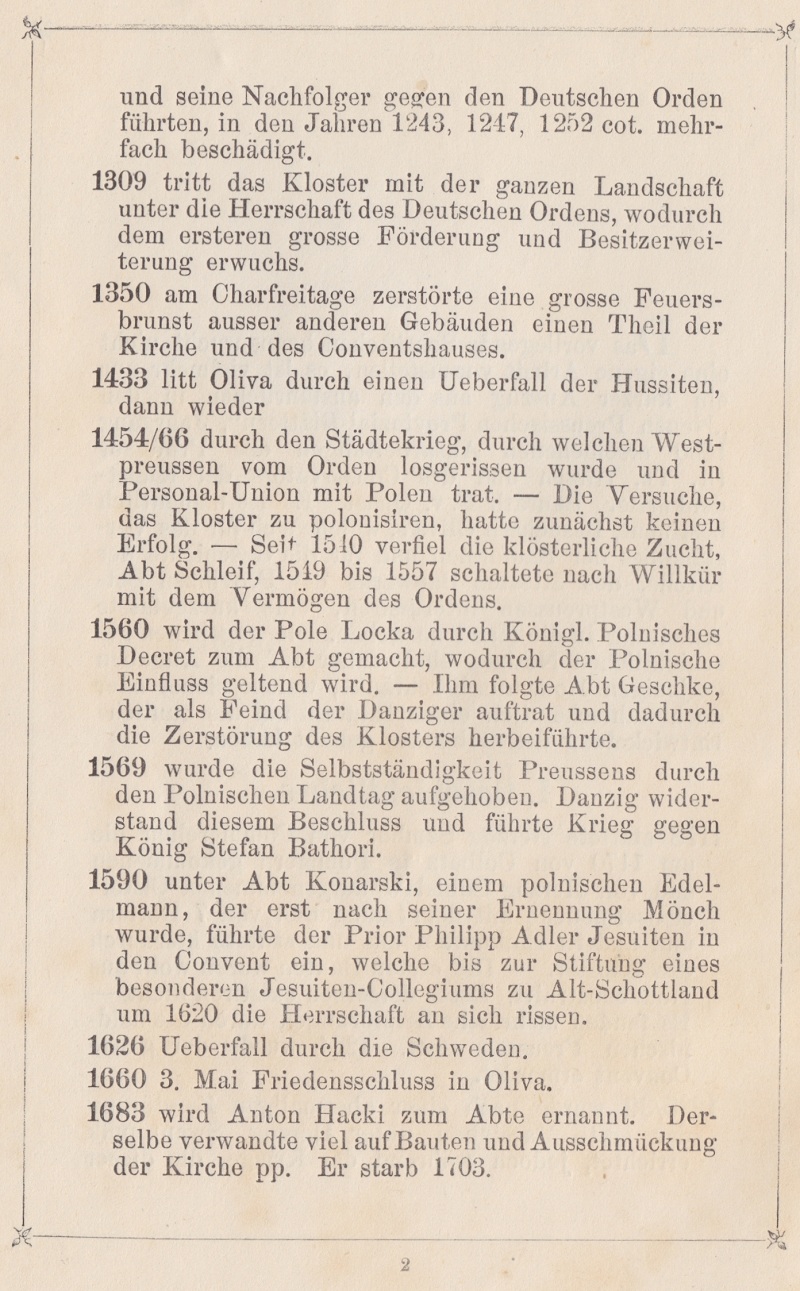 und seine Nachfolger gegen den Deutschen Orden
führten, in den Jahren 1243, 1247, 1252 cot. mehr-
fach beschädigt.
1309 tritt das Kloster mit der ganzen Landschaft
unter die Herrschaft des Deutschen Ordens, wodurch
dem ersteren grosse Förderung und Besitzerwei-
terung erwuchs.
1350 am Charfreitage zerstörte eine grosse Feuers-
brunst ausser anderen Gebäuden einen Theil der
Kirche und des Conventshauses.
1433 litt Oliva durch einen Ueberfall der Hussiten,
dann wieder
1454/66 durch den Städtekrieg, durch welchen West-
preussen vom Orden losgerissen wurde und in
Personal-Union mit Polen trat. — Die Versuche,
das Kloster zu polonisiren, hatte zunächst keinen
Erfolg. — Seit 1540 verfiel die klösterliche Zucht,
Abt Schleif, 1549 bis 1557 schaltete nach Willkür
mit dem Vermögen des Ordens.
1560 wird der Pole Locka durch Königl. Polnisches
Decret zum Abt gemacht, wodurch der Polnische
Einfluss geltend wird. — Ihm folgte Abt Geschke,
der als Feind der Danziger auftrat und dadurch
die Zerstörung des Klosters herbeiführte.
1569 wurde die Selbstständigkeit Preussens durch
den Polnischen Landtag aufgehoben. Danzig wider-
stand diesem Beschluss und führte Krieg gegen
König Stefan Bathori.
1590 unter Abt Konarski, einem polnischen Edel-
mann, der erst nach seiner Ernennung Mönch
wurde, führte der Prior Philipp Adler Jesuiten in
den Convent ein, welche bis zur Stiftung eines
besonderen Jesuiten-Collegiums zu Alt-Schottland
um 1620 die Herrschaft an sich rissen.
1626 Ueberfall durch die Schweden.
1660 3. Mai Friedensschluss in Oliva.
1683 wird Anton Hacki zum Abte ernannt. Der-
selbe verwandte viel auf Bauten und Ausschmückung
der Kirche pp. Er starb 1703.
2